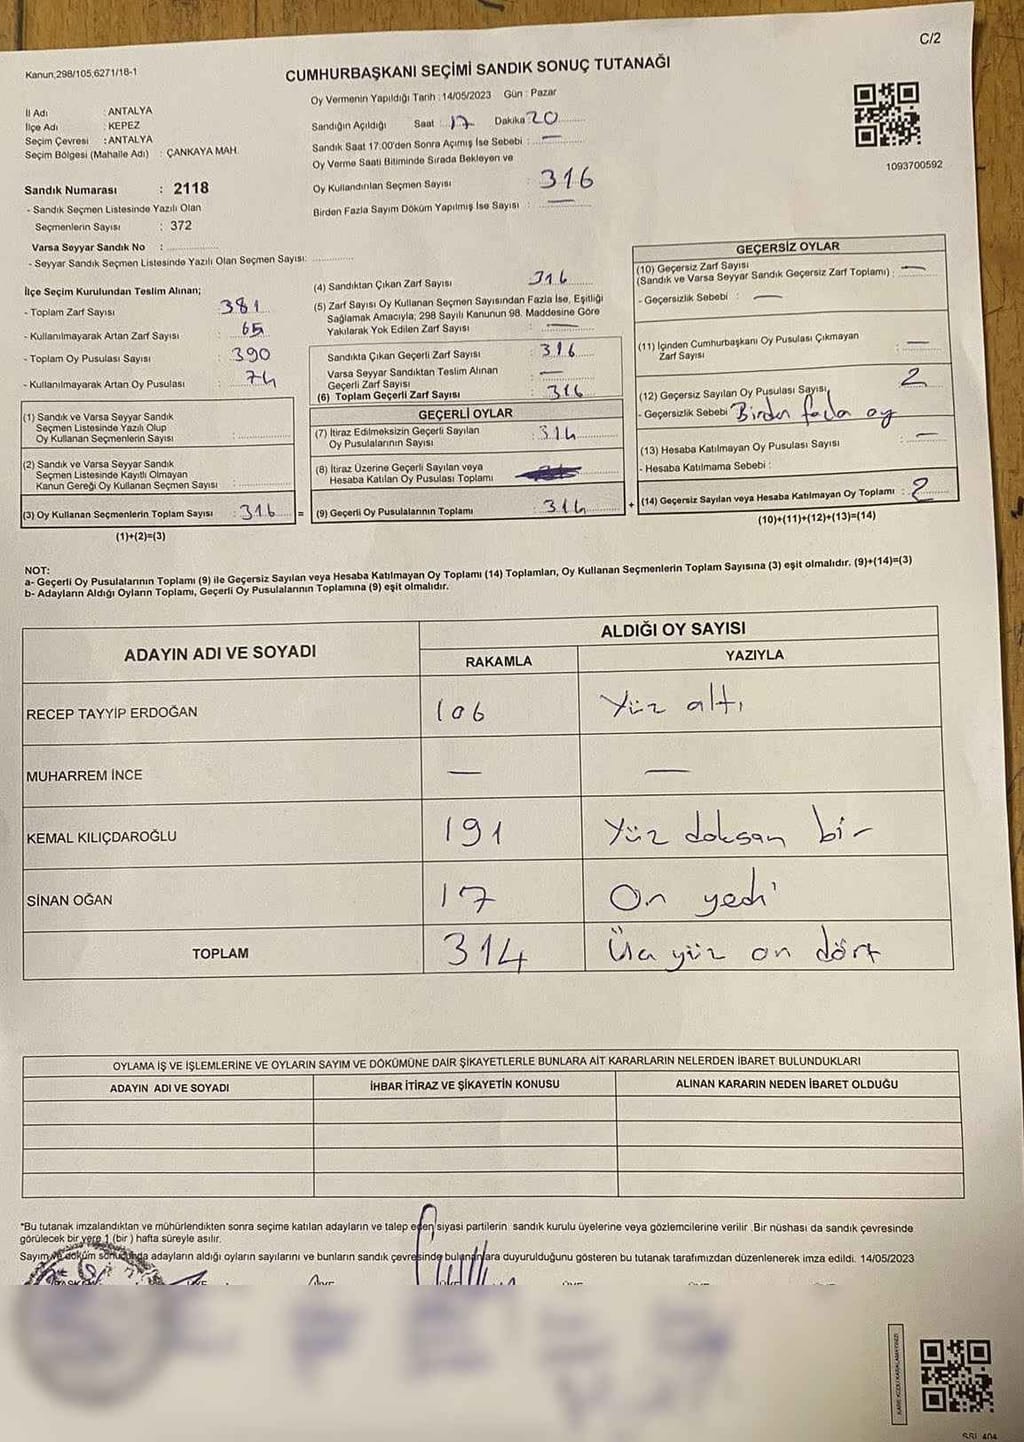 C/2
Kanun,298/105,6271/18-1
CUMHURBAŞKANI SEÇİMİ SANDIK SONUÇ TUTANAĞI
İl Adı : ANTALYA
İlçe Adı : KEPEZ
Seçim Çevresi : ANTALYA
Seçim Bölgesi (Mahalle Adı) : ÇANKAYA MAH.
Sandık Numarası : 2118
- Sandık Seçmen Listesinde Yazılı Olan
Seçmenlerin Sayısı : 372
Varsa Seyyar Sandık No :
- Seyyar Sandık Seçmen Listesinde Yazılı Olan Seçmen Sayısı:
Oy Vermenin Yapıldığı Tarih : 14/05/2023 Gün : Pazar
Sandığın Açıldığı Saat : 17 Dakika : 20
Sandık Saat 17:00'den Sonra Açımış İse Sebebi : —
Oy Verme Saati Bitiminde Sırada Bekleyen ve
Oy Kullandırılan Seçmen Sayısı : 316
Birden Fazla Sayım Döküm Yapılmış İse Sayısı : —
1093700592
İlçe Seçim Kurulundan Teslim Alınan;
- Toplam Zarf Sayısı : 381
- Kullanılmayarak Artan Zarf Sayısı : 65
- Toplam Oy Pusulası Sayısı : 390
- Kullanılmayarak Artan Oy Pusulası : 74
(1) Sandık ve Varsa Seyyar Sandık
Seçmen Listesinde Yazılı Olup
Oy Kullanan Seçmenlerin Sayısı :
(2) Sandık ve Varsa Seyyar Sandık
Seçmen Listesinde Kayıtlı Olmayan
Kanun Gereği Oy Kullanan Seçmen Sayısı :
(3) Oy Kullanan Seçmenlerin Toplam Sayısı : 316 =
(1)+(2)=(3)
(4) Sandıktan Çıkan Zarf Sayısı : 316
(5) Zarf Sayısı Oy Kullanan Seçmen Sayısından Fazla İse, Eşitliği
Sağlamak Amacıyla; 298 Sayılı Kanunun 98. Maddesine Göre
Yakılarak Yok Edilen Zarf Sayısı : —
Sandıkta Çıkan Geçerli Zarf Sayısı : 316
Varsa Seyyar Sandıktan Teslim Alınan
Geçerli Zarf Sayısı : —
(6) Toplam Geçerli Zarf Sayısı : 316
GEÇERLİ OYLAR
(7) İtiraz Edilmeksizin Geçerli Sayılan
Oy Pusulalarının Sayısı : 314
(8) İtiraz Üzerine Geçerli Sayılan veya
Hesaba Katılan Oy Pusulası Toplamı :
(9) Geçerli Oy Pusulalarının Toplamı : 314 +
GEÇERSİZ OYLAR
(10) Geçersiz Zarf Sayısı
(Sandık ve Varsa Seyyar Sandık Geçersiz Zarf Toplamı) : —
- Geçersizlik Sebebi : —
(11) İçinden Cumhurbaşkanı Oy Pusulası Çıkmayan
Zarf Sayısı : —
(12) Geçersiz Sayılan Oy Pusulası Sayısı : 2
- Geçersizlik Sebebi : Birden fazla oy
(13) Hesaba Katılmayan Oy Pusulası Sayısı : —
- Hesaba Katılmama Sebebi :
(14) Geçersiz Sayılan veya Hesaba Katılmayan Oy Toplamı : 2
(10)+(11)+(12)+(13)=(14)
NOT:
a- Geçerli Oy Pusulalarının Toplamı (9) ile Geçersiz Sayılan veya Hesaba Katılmayan Oy Toplamı (14) Toplamları, Oy Kullanan Seçmenlerin Toplam Sayısına (3) eşit olmalıdır. (9)+(14)=(3)
b- Adayların Aldığı Oyların Toplamı, Geçerli Oy Pusulalarının Toplamına (9) eşit olmalıdır.
ADAYIN ADI VE SOYADI ALDIĞI OY SAYISI
RAKAMLA YAZIYLA
RECEP TAYYİP ERDOĞAN 106 Yüz altı
MUHARREM İNCE — —
KEMAL KILIÇDAROĞLU 191 Yüz doksan bir
SİNAN OĞAN 17 On yedi
TOPLAM 314 Üç yüz on dört
OYLAMA İŞ VE İŞLEMLERİNE VE OYLARIN SAYIM VE DÖKÜMÜNE DAİR ŞİKAYETLERLE BUNLARA AİT KARARLARIN NELERDEN İBARET BULUNDUKLARI
ADAYIN ADI VE SOYADI İHBAR İTİRAZ VE ŞİKAYETİN KONUSU ALINAN KARARIN NEDEN İBARET OLDUĞU
*Bu tutanak imzalandıktan ve mühürlendikten sonra seçime katılan adayların ve talep eden siyasi partilerin sandık kurulu üyelerine veya gözlemcilerine verilir .Bir nüshası da sandık çevresinde
görülecek bir yere 1 (bir ) hafta süreyle asılır.
Sayım ve döküm sonucunda adayların aldığı oyların sayılarını ve bunların sandık çevresinde bulananlara duyurulduğunu gösteren bu tutanak tarafımızdan düzenlenerek imza edildi. 14/05/2023